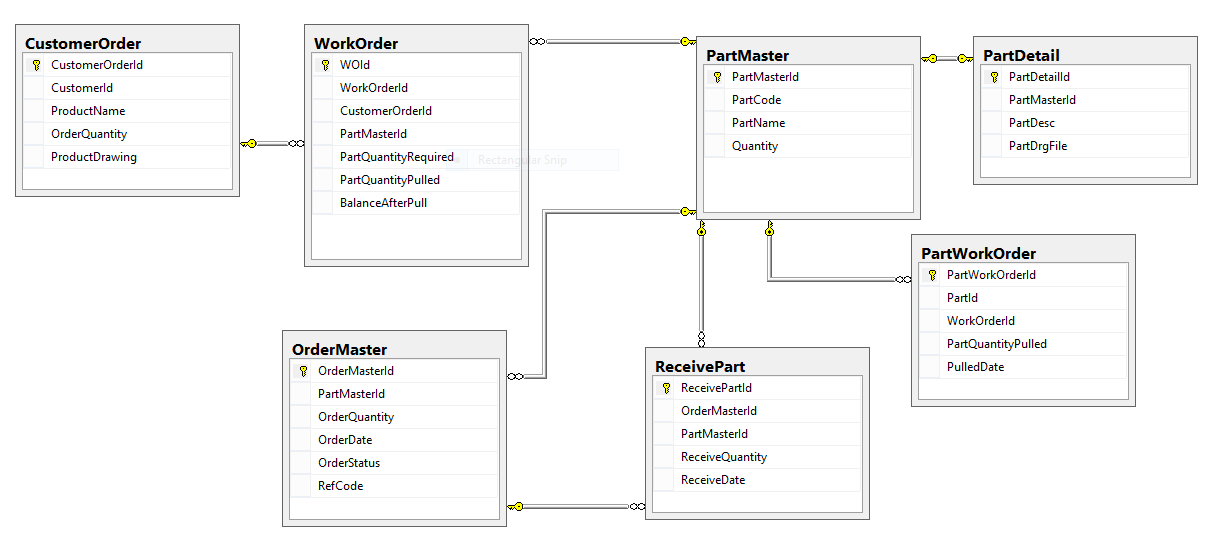 CustomerOrder
CustomerOrderId
CustomerId
ProductName
OrderQuantity
ProductDrawing
WorkOrder
WOId
WorkOrderId
CustomerOrderId
PartMasterId
PartQuantityRequired
PartQuantityPulled
BalanceAfterPull
Rectangular Snip
PartMaster
PartMasterId
PartCode
PartName
Quantity
PartDetail
PartDetailId
PartMasterId
PartDesc
PartDrgFile
PartWorkOrder
PartWorkOrderId
PartId
WorkOrderId
PartQuantityPulled
PulledDate
OrderMaster
OrderMasterId
PartMasterId
OrderQuantity
OrderDate
OrderStatus
RefCode
ReceivePart
ReceivePartId
OrderMasterId
PartMasterId
ReceiveQuantity
ReceiveDate